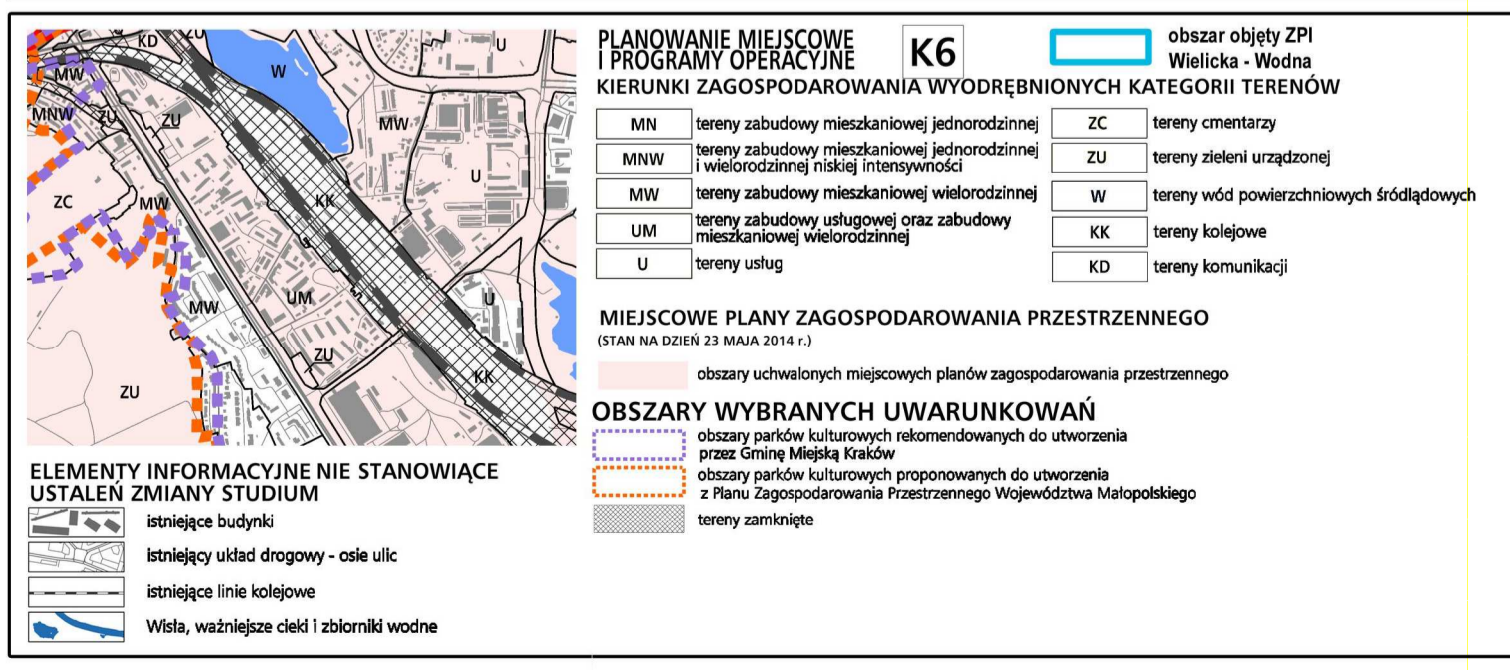 KD
ZU
W
U
MW
MNW
ZU
ZU
MW
U
ZC
MW
KK
MW
UM
U
ZU
KK
ZU
PLANOWANIE MIEJSCOWE
I PROGRAMY OPERACYJNE
K6
obszar objęty ZPI
Wielicka - Wodna
KIERUNKI ZAGOSPODAROWANIA WYODRĘBNIONYCH KATEGORII TERENÓW
MN tereny zabudowy mieszkaniowej jednorodzinnej
MNW tereny zabudowy mieszkaniowej jednorodzinnej
i wielorodzinnej niskiej intensywności
MW tereny zabudowy mieszkaniowej wielorodzinnej
UM tereny zabudowy usługowej oraz zabudowy
mieszkaniowej wielorodzinnej
U tereny usług
ZC tereny cmentarzy
ZU tereny zieleni urządzonej
W tereny wód powierzchniowych śródlądowych
KK tereny kolejowe
KD tereny komunikacji
MIEJSCOWE PLANY ZAGOSPODAROWANIA PRZESTRZENNEGO
(STAN NA DZIEŃ 23 MAJA 2014 r.)
obszary uchwalonych miejscowych planów zagospodarowania przestrzennego
OBSZARY WYBRANYCH UWARUNKOWAŃ
obszary parków kulturowych rekomendowanych do utworzenia
przez Gminę Miejską Kraków
obszary parków kulturowych proponowanych do utworzenia
z Planu Zagospodarowania Przestrzennego Województwa Małopolskiego
tereny zamknięte
ELEMENTY INFORMACYJNE NIE STANOWIĄCE
USTALEŃ ZMIANY STUDIUM
istniejące budynki
istniejący układ drogowy - osie ulic
istniejące linie kolejowe
Wisła, ważniejsze cieki i zbiorniki wodne